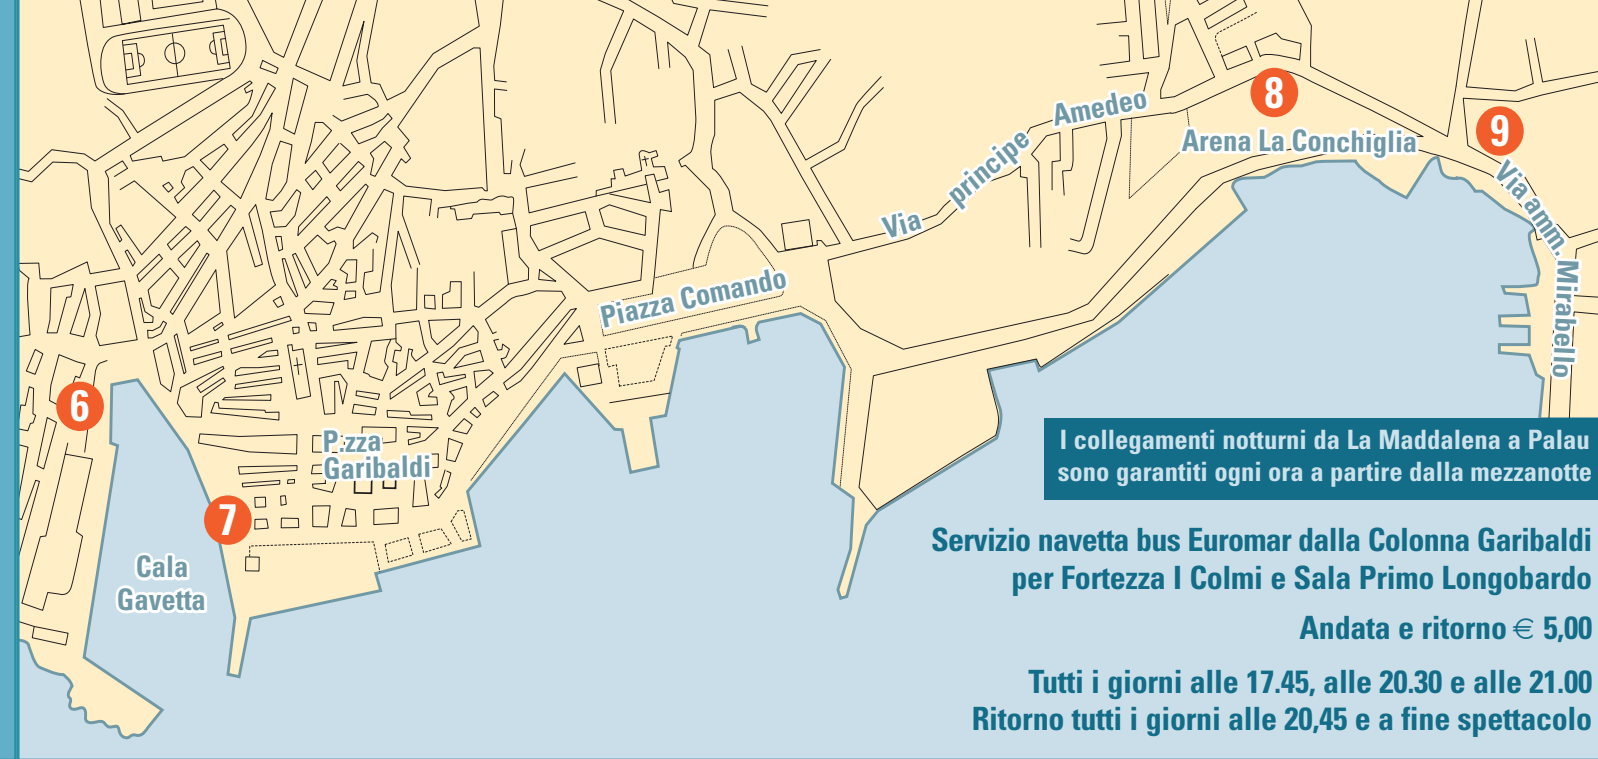 8
9
Via principe Amedeo
Arena La Conchiglia
Via amm. Mirabello
Piazza Comando
6
P.zza
Garibaldi
7
Cala
Gavetta
I collegamenti notturni da La Maddalena a Palau
sono garantiti ogni ora a partire dalla mezzanotte
Servizio navetta bus Euromar dalla Colonna Garibaldi
per Fortezza I Colmi e Sala Primo Longobardo
Andata e ritorno € 5,00
Tutti i giorni alle 17.45, alle 20.30 e alle 21.00
Ritorno tutti i giorni alle 20,45 e a fine spettacolo